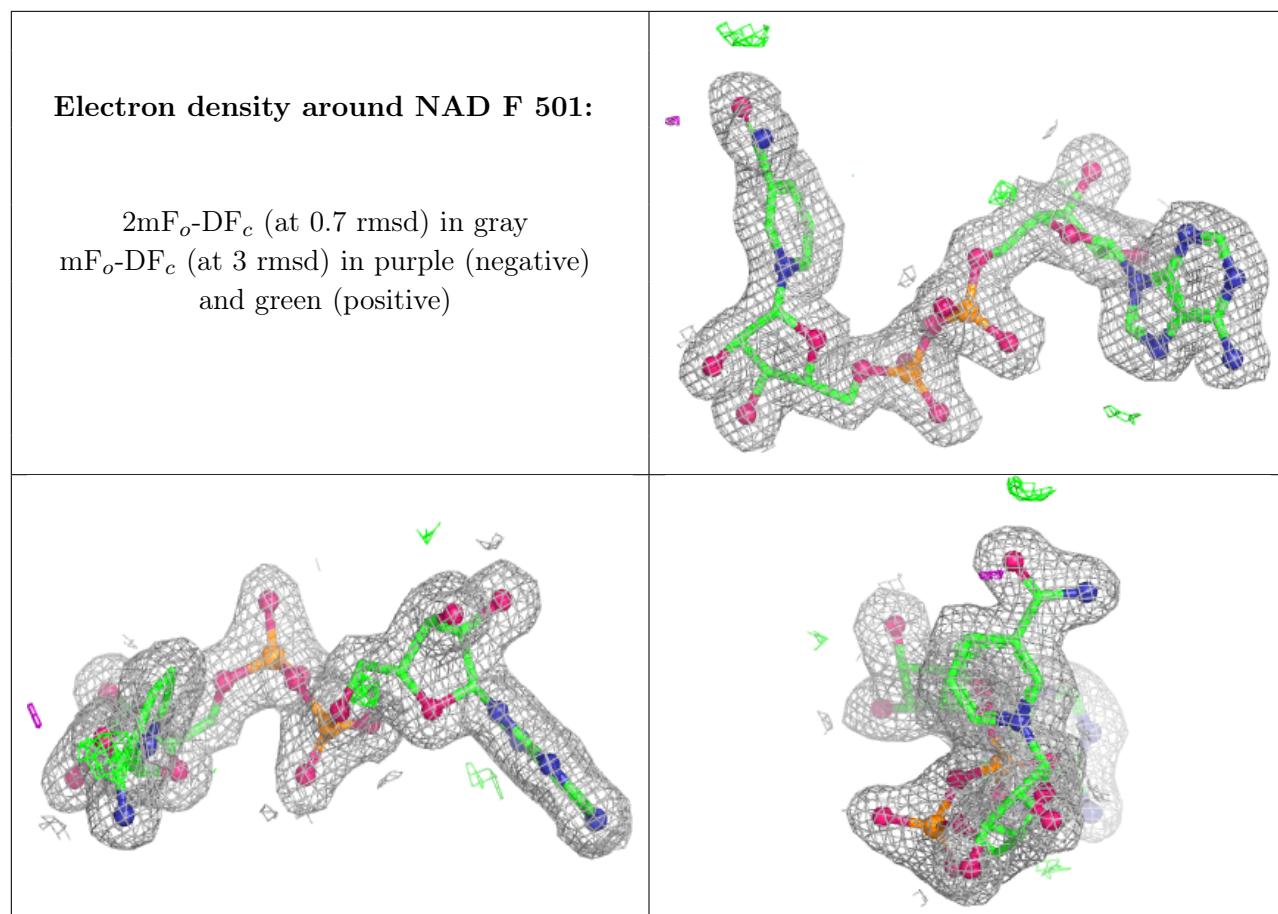 Electron density around NAD F 501:
2mFo-DFc (at 0.7 rmsd) in gray
mFo-DFc (at 3 rmsd) in purple (negative)
and green (positive)